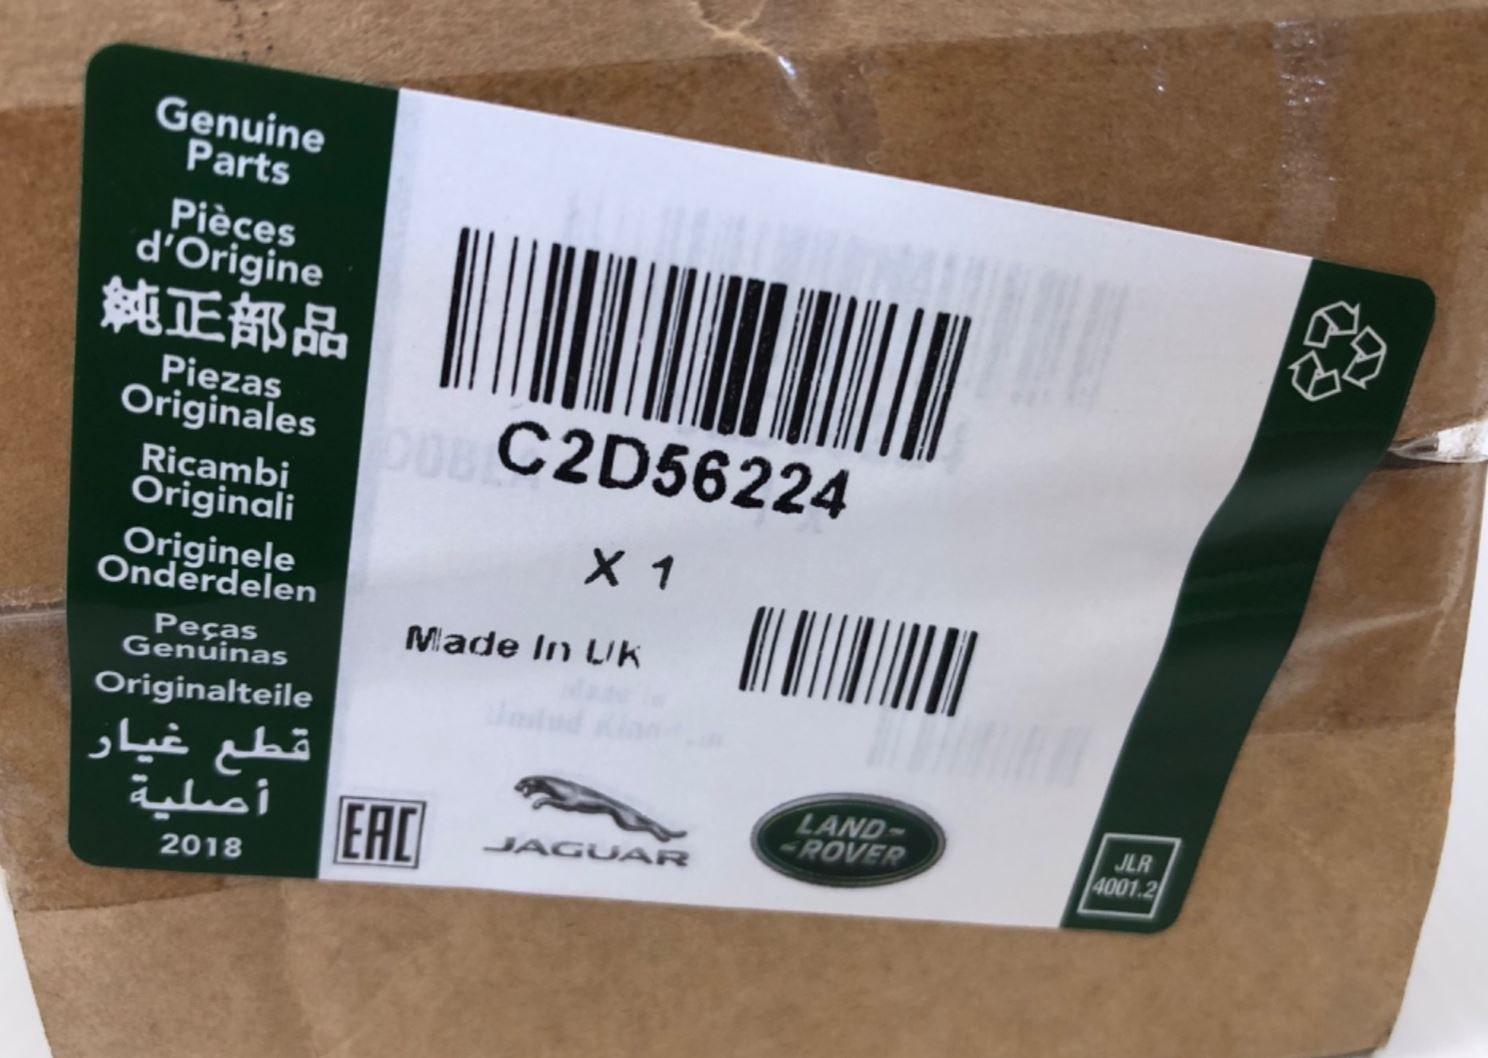 Genuine
Parts
Pièces
d'Origine
純正部品
Piezas
Originales
Ricambi
Originali
Originele
Onderdelen
Peças
Genuinas
Originalteile
قطع غيار
أصلية
2018
C2D56224
X 1
Made In UK
EAC
JAGUAR
LAND-
-ROVER
JLR
4001.2